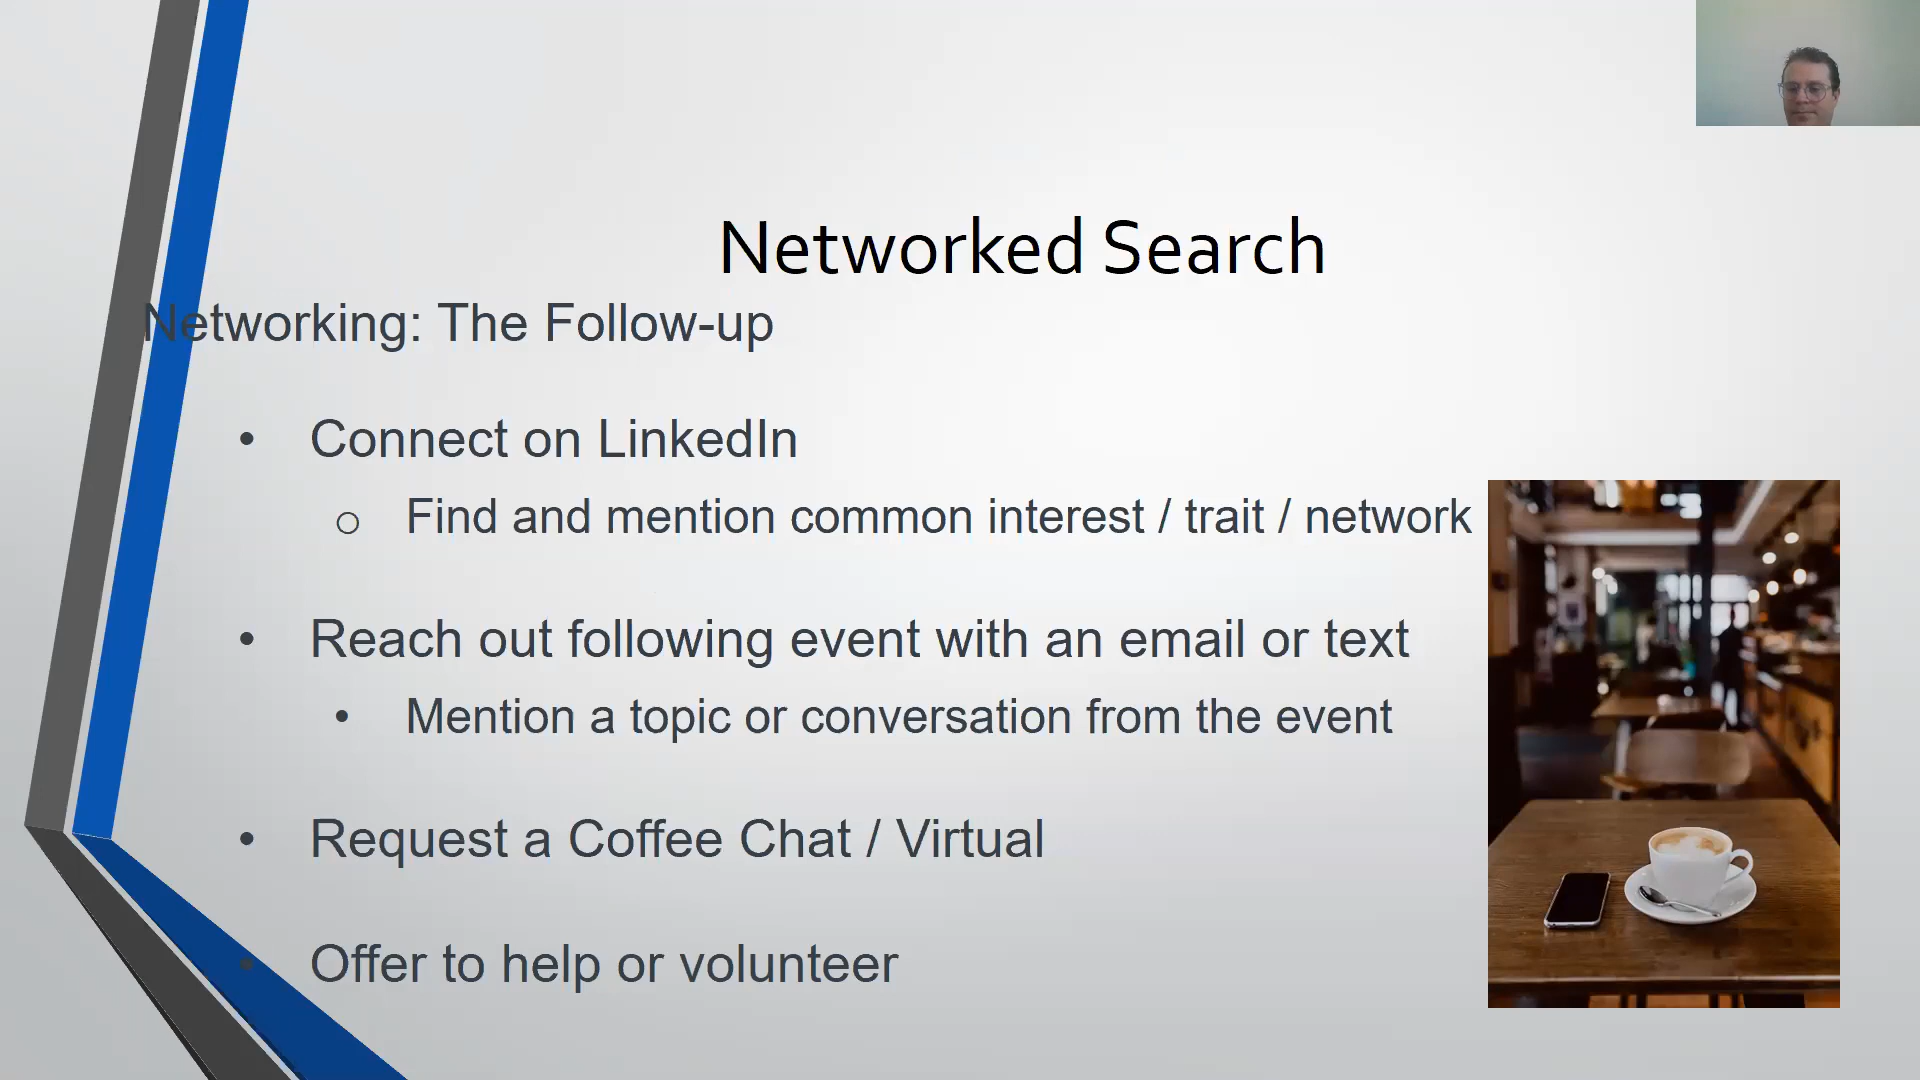 Networked Search
Networking: The Follow-up
• Connect on LinkedIn
○ Find and mention common interest / trait / network
• Reach out following event with an email or text
• Mention a topic or conversation from the event
• Request a Coffee Chat / Virtual
• Offer to help or volunteer